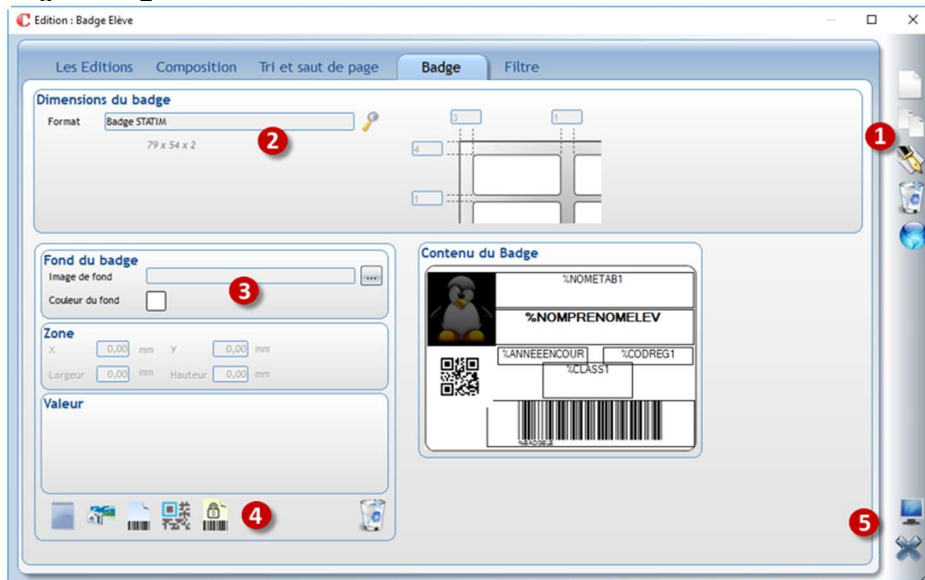 Edition : Badge Elève
Les Editions Composition Tri et saut de page Badge Filtre
Dimensions du badge
Format Badge STATIM
79 x 54 x 2
2
3 1
4
1
1
Fond du badge
Image de fond ...
Couleur du fond
3
Zone
X 0,00 mm Y 0,00 mm
Largeur 0,00 mm Hauteur 0,00 mm
Valeur
4
Contenu du Badge
%NOMETAB1
%NOMPRENOMELEV
%ANNEEENCOUR %CODREG1
%CLASS1
5